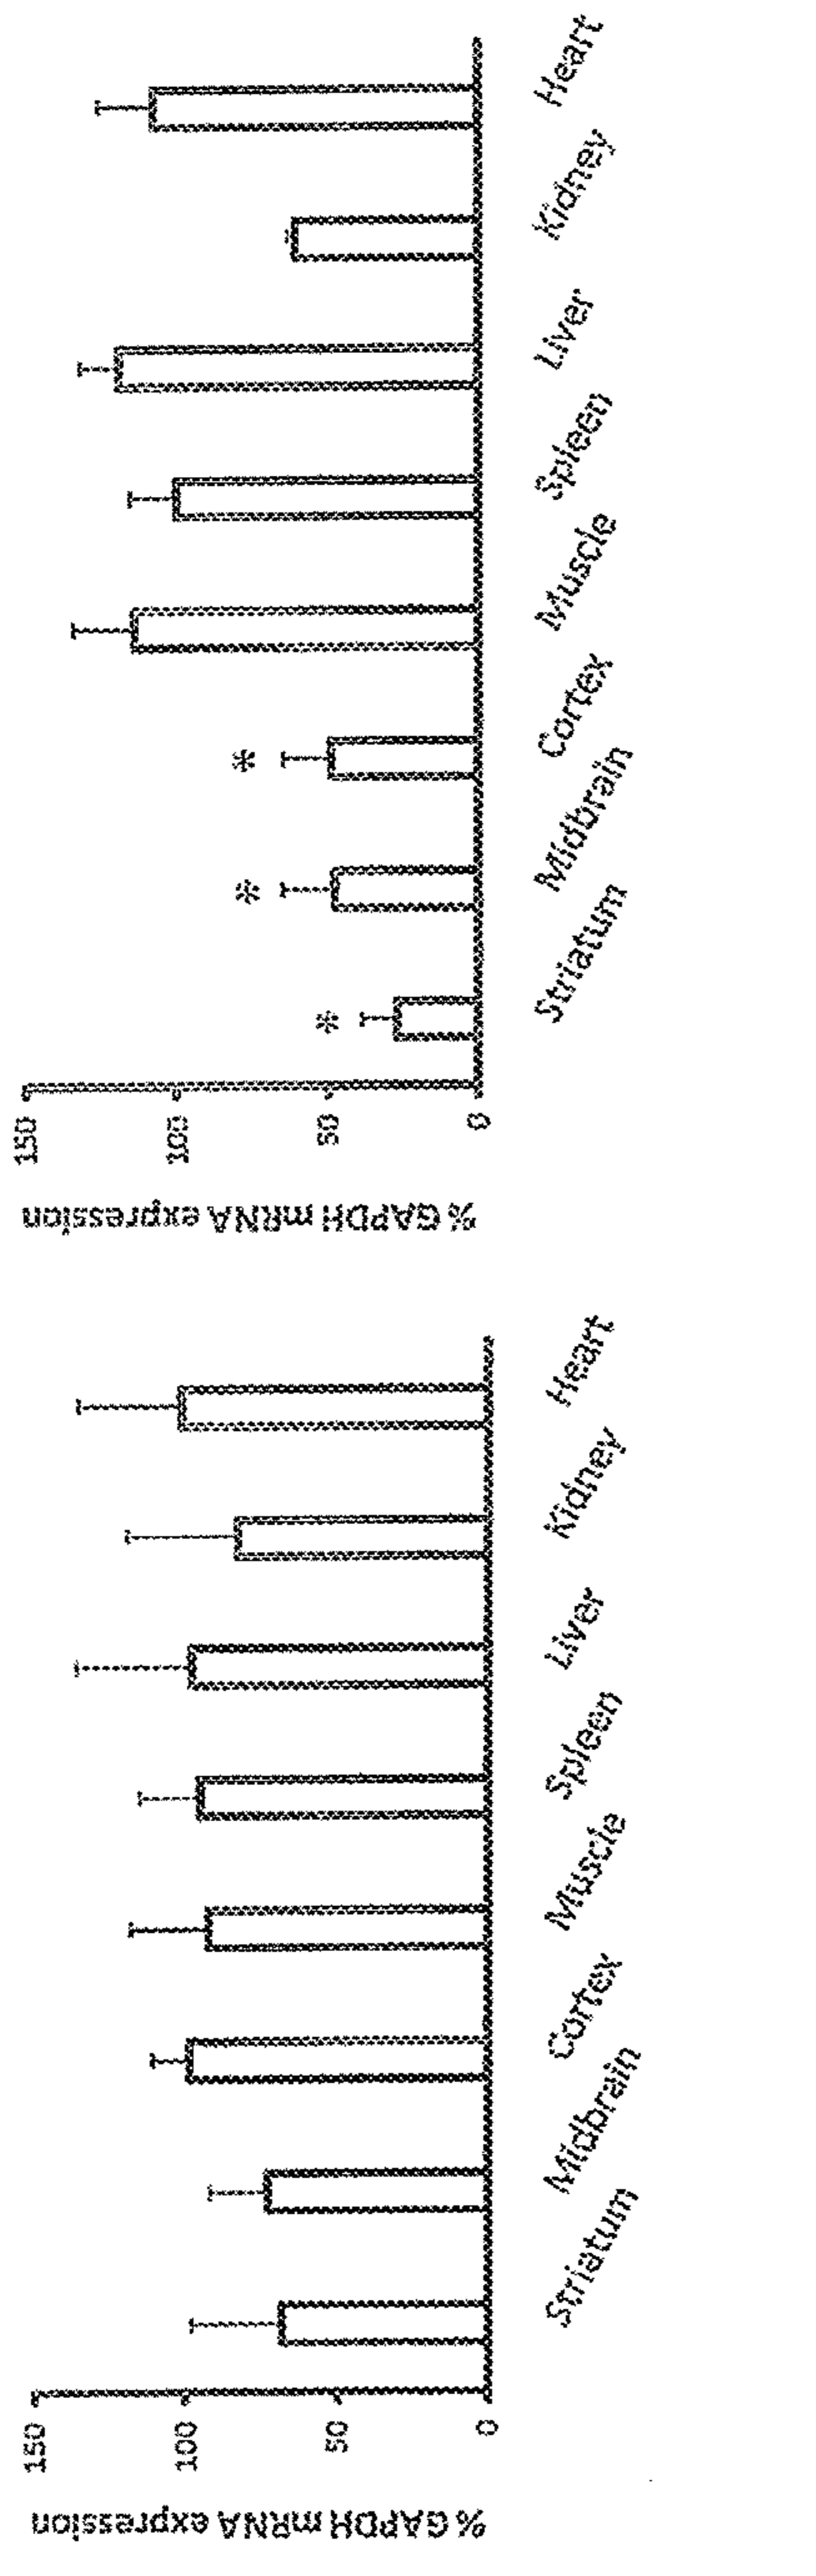 % GAPDH mRNA expression
150
100
50
0
Striatum
Midbrain
Cortex
Muscle
Spleen
Liver
Kidney
Heart
% GAPDH mRNA expression
150
100
50
0
*
*
*
Striatum
Midbrain
Cortex
Muscle
Spleen
Liver
Kidney
Heart